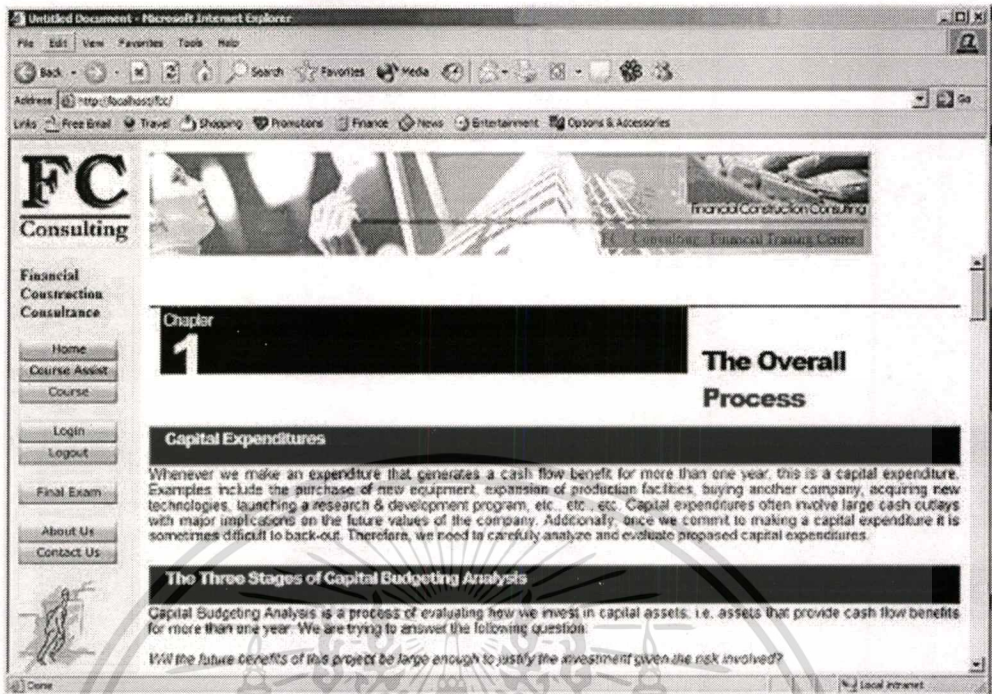 Untitled Document - Microsoft Internet Explorer
File Edit View Favorites Tools Help
Back Search Favorites Media
Address http://localhost/fcc/ Go
Links Free Email Travel Shopping Promotions Finance News Entertainment Options & Accessories
FC
Consulting
Financial Construction Consulting
FC Consulting Financial Training Center
Financial
Construction
Consultance
Home
Course Assist
Course
Login
Logout
Final Exam
About Us
Contact Us
Chapter
1
The Overall
Process
Capital Expenditures
Whenever we make an expenditure that generates a cash flow benefit for more than one year, this is a capital expenditure.
Examples include the purchase of new equipment, expansion of production facilities, buying another company, acquiring new
technologies, launching a research & development program, etc., etc., etc. Capital expenditures often involve large cash outlays
with major implications on the future values of the company. Additionally, once we commit to making a capital expenditure it is
sometimes difficult to back-out. Therefore, we need to carefully analyze and evaluate proposed capital expenditures.
The Three Stages of Capital Budgeting Analysis
Capital Budgeting Analysis is a process of evaluating how we invest in capital assets, i.e. assets that provide cash flow benefits
for more than one year. We are trying to answer the following question:
Will the future benefits of this project be large enough to justify the investment given the risk involved?
Done Local intranet